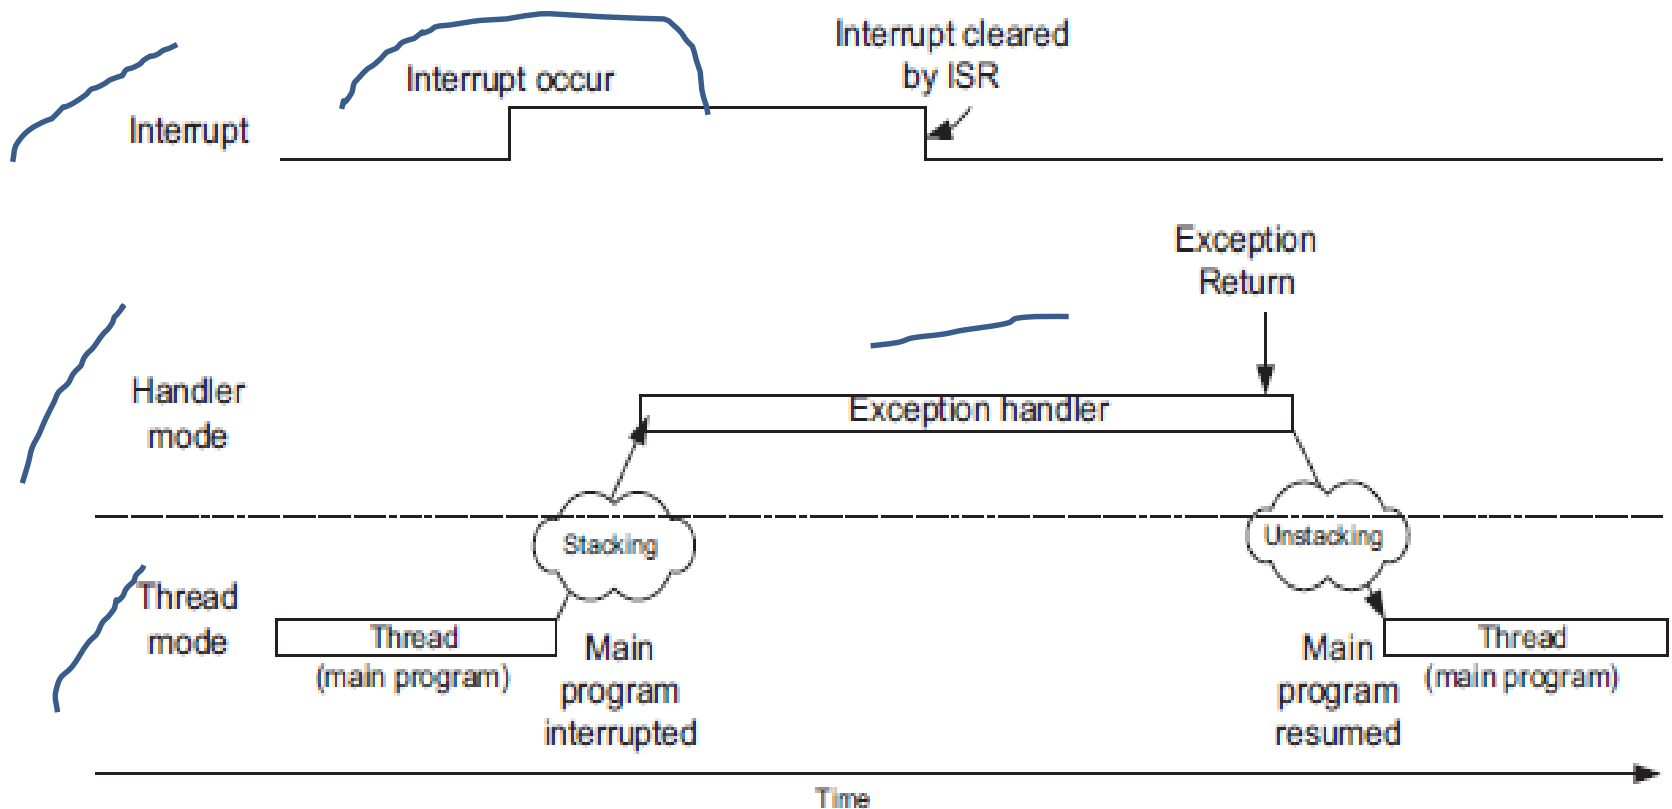 Interrupt cleared
by ISR
Interrupt occur
Interrupt
Exception
Return
Handler
mode
Exception handler
Stacking
Unstacking
Thread
mode
Thread
(main program)
Main
program
interrupted
Main
program
resumed
Thread
(main program)
Time